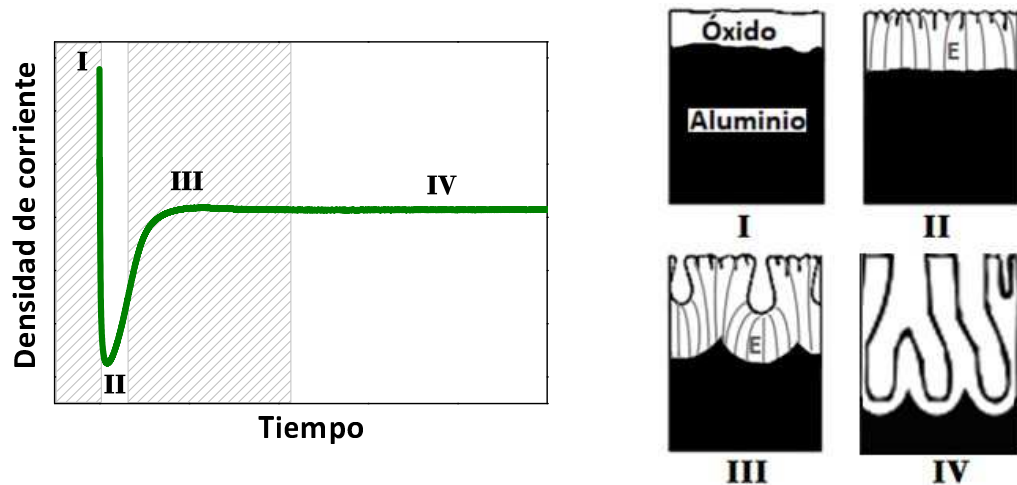 Densidad de corriente
I
II
III
IV
Tiempo
Óxido
Aluminio
I
E
II
E
III
IV